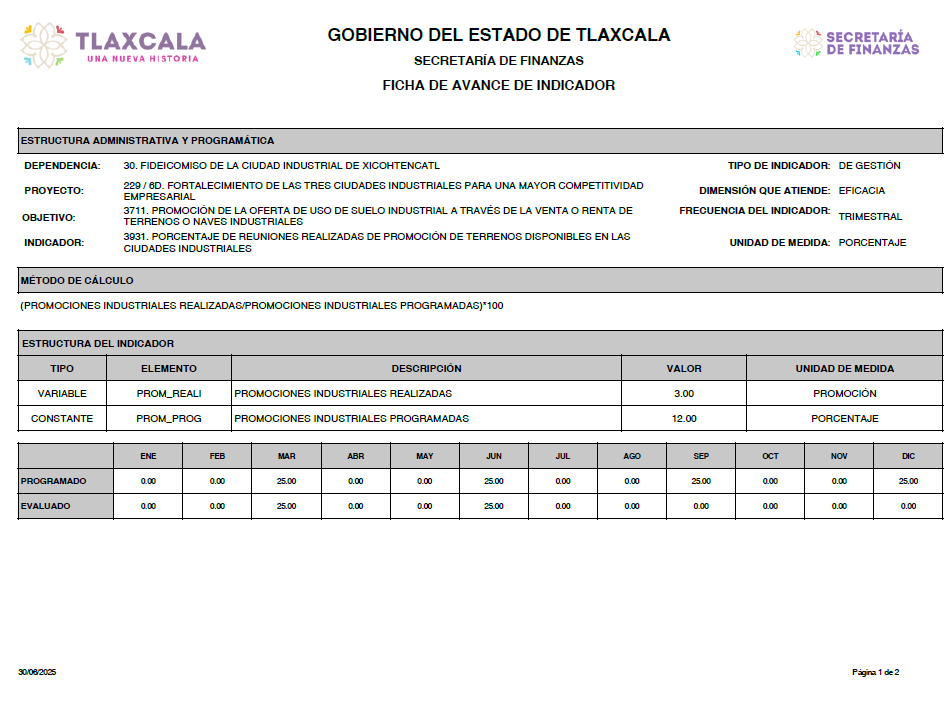 TLAXCALA
UNA NUEVA HISTORIA
GOBIERNO DEL ESTADO DE TLAXCALA
SECRETARÍA DE FINANZAS
FICHA DE AVANCE DE INDICADOR
SECRETARÍA
DE FINANZAS
ESTRUCTURA ADMINISTRATIVA Y PROGRAMÁTICA
DEPENDENCIA: 30. FIDEICOMISO DE LA CIUDAD INDUSTRIAL DE XICOHTENCATL TIPO DE INDICADOR: DE GESTIÓN
PROYECTO: 229 / 6D. FORTALECIMIENTO DE LAS TRES CIUDADES INDUSTRIALES PARA UNA MAYOR COMPETITIVIDAD
EMPRESARIAL
DIMENSIÓN QUE ATIENDE: EFICACIA
OBJETIVO: 3711. PROMOCIÓN DE LA OFERTA DE USO DE SUELO INDUSTRIAL A TRAVÉS DE LA VENTA O RENTA DE
TERRENOS O NAVES INDUSTRIALES
FRECUENCIA DEL INDICADOR: TRIMESTRAL
INDICADOR: 3931. PORCENTAJE DE REUNIONES REALIZADAS DE PROMOCIÓN DE TERRENOS DISPONIBLES EN LAS
CIUDADES INDUSTRIALES
UNIDAD DE MEDIDA: PORCENTAJE
MÉTODO DE CÁLCULO
(PROMOCIONES INDUSTRIALES REALIZADAS/PROMOCIONES INDUSTRIALES PROGRAMADAS)*100
ESTRUCTURA DEL INDICADOR
TIPO ELEMENTO DESCRIPCIÓN VALOR UNIDAD DE MEDIDA
VARIABLE PROM_REALI PROMOCIONES INDUSTRIALES REALIZADAS 3.00 PROMOCIÓN
CONSTANTE PROM_PROG PROMOCIONES INDUSTRIALES PROGRAMADAS 12.00 PORCENTAJE
ENE FEB MAR ABR MAY JUN JUL AGO SEP OCT NOV DIC
PROGRAMADO 0.00 0.00 25.00 0.00 0.00 25.00 0.00 0.00 25.00 0.00 0.00 25.00
EVALUADO 0.00 0.00 25.00 0.00 0.00 25.00 0.00 0.00 0.00 0.00 0.00 0.00
30/06/2025 Página 1 de 2